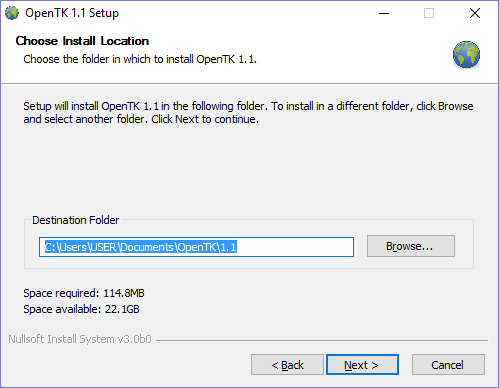 OpenTK 1.1 Setup
Choose Install Location
Choose the folder in which to install OpenTK 1.1.
Setup will install OpenTK 1.1 in the following folder. To install in a different folder, click Browse
and select another folder. Click Next to continue.
Destination Folder
C:\Users\USER\Documents\OpenTK\1.1
Browse...
Space required: 114.8MB
Space available: 22.1GB
Nullsoft Install System v3.0b0
< Back
Next >
Cancel